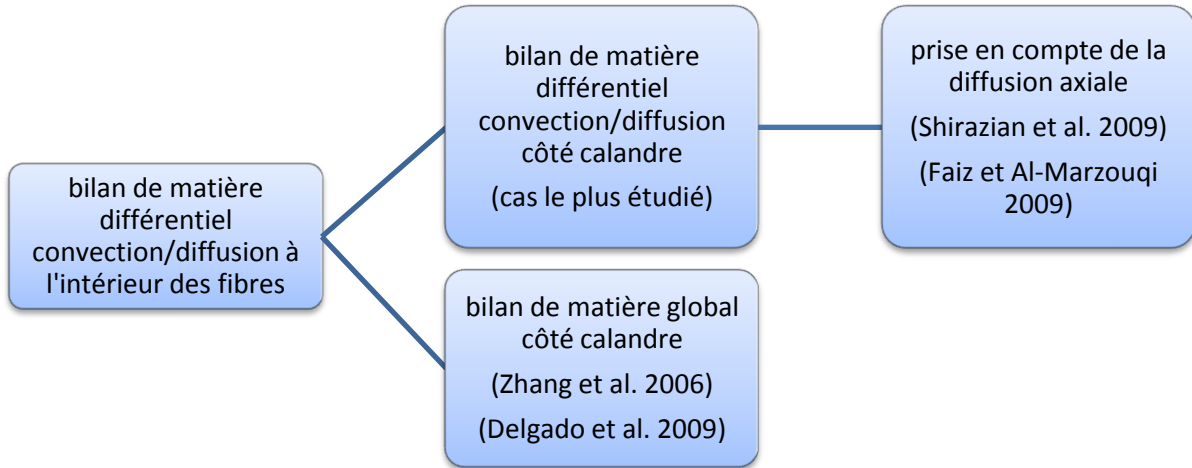 bilan de matière
différentiel
convection/diffusion à
l'intérieur des fibres
bilan de matière
différentiel
convection/diffusion
côté calandre
(cas le plus étudié)
prise en compte de la
diffusion axiale
(Shirazian et al. 2009)
(Faiz et Al-Marzouqi
2009)
bilan de matière global
côté calandre
(Zhang et al. 2006)
(Delgado et al. 2009)